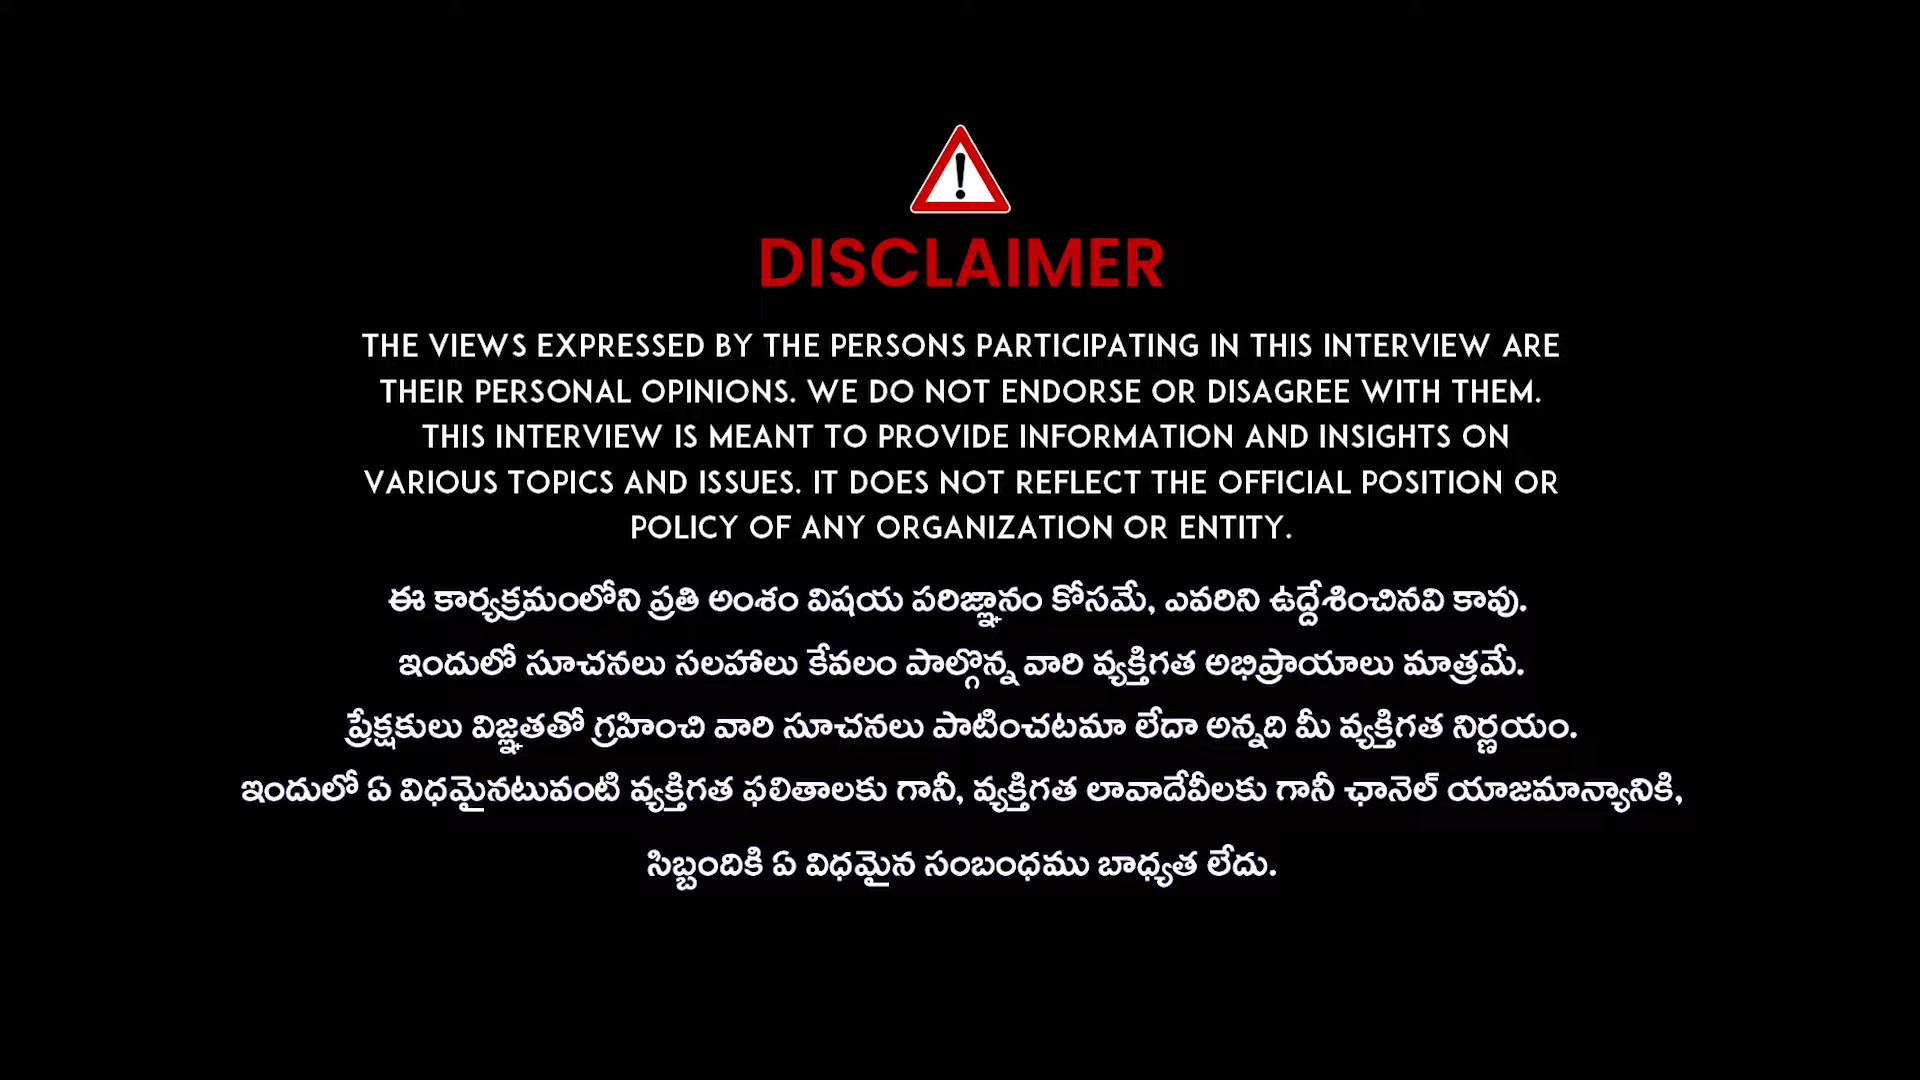 DISCLAIMER
THE VIEWS EXPRESSED BY THE PERSONS PARTICIPATING IN THIS INTERVIEW ARE
THEIR PERSONAL OPINIONS. WE DO NOT ENDORSE OR DISAGREE WITH THEM.
THIS INTERVIEW IS MEANT TO PROVIDE INFORMATION AND INSIGHTS ON
VARIOUS TOPICS AND ISSUES. IT DOES NOT REFLECT THE OFFICIAL POSITION OR
POLICY OF ANY ORGANIZATION OR ENTITY.
ఈ కార్యక్రమంలోని ప్రతి అంశం విషయ పరిజ్ఞానం కోసమే, ఎవరిని ఉద్దేశించినవి కావు.
ఇందులో సూచనలు సలహాలు కేవలం పాల్గొన్న వారి వ్యక్తిగత అభిప్రాయాలు మాత్రమే.
ప్రేక్షకులు విజ్ఞతతో గ్రహించి వారి సూచనలు పాటించటమా లేదా అన్నది మీ వ్యక్తిగత నిర్ణయం.
ఇందులో ఏ విధమైనటువంటి వ్యక్తిగత ఫలితాలకు గానీ, వ్యక్తిగత లావాదేవీలకు గానీ ఛానెల్ యాజమాన్యానికి,
సిబ్బందికి ఏ విధమైన సంబంధము బాధ్యత లేదు.